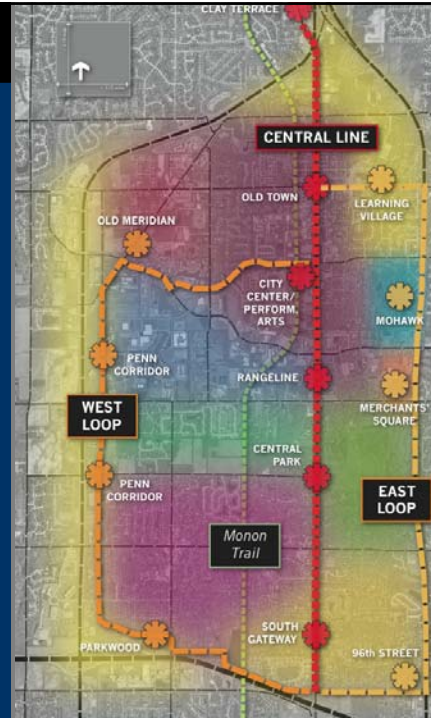 CLAY TERRACE
CENTRAL LINE
OLD TOWN
LEARNING
VILLAGE
OLD MERIDIAN
CITY
CENTER/
PERFORM.
ARTS
MOHAWK
PENN
CORRIDOR
RANGELINE
MERCHANTS'
SQUARE
WEST
LOOP
CENTRAL
PARK
PENN
CORRIDOR
EAST
LOOP
Monon
Trail
SOUTH
GATEWAY
PARKWOOD
96th STREET